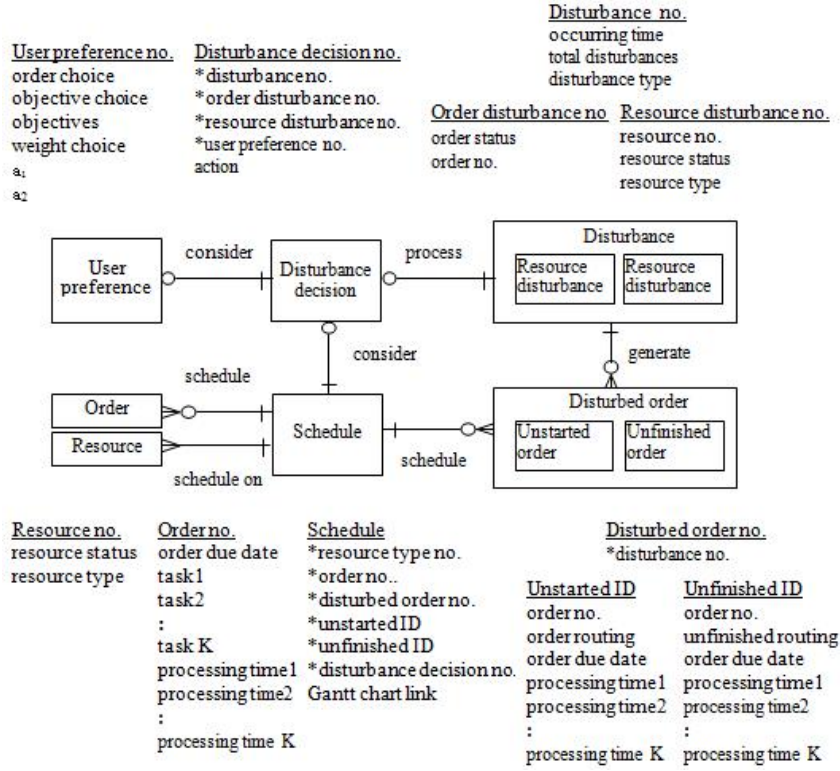 Disturbance no.
occurring time
total disturbances
disturbance type
User preference no.
order choice
objective choice
objectives
weight choice
a₁
a₂
Disturbance decision no.
*disturbance no.
*order disturbance no.
*resource disturbance no.
*user preference no.
action
Order disturbance no
order status
order no.
Resource disturbance no.
resource no.
resource status
resource type
User
preference
consider
Disturbance
decision
process
Disturbance
Resource
disturbance
Resource
disturbance
consider
generate
schedule
Order
Resource
schedule on
Schedule
schedule
Disturbed order
Unstarted
order
Unfinished
order
Resource no.
resource status
resource type
Order no.
order due date
task1
task2
:
task K
processing time1
processing time2
:
processing time K
Schedule
*resource type no.
*order no..
*disturbed order no.
*unstarted ID
*unfinished ID
*disturbance decision no.
Gantt chart link
Disturbed order no.
*disturbance no.
Unstarted ID
order no.
order routing
order due date
processing time1
processing time2
:
processing time K
Unfinished ID
order no.
unfinished routing
order due date
processing time1
processing time2
:
processing time K